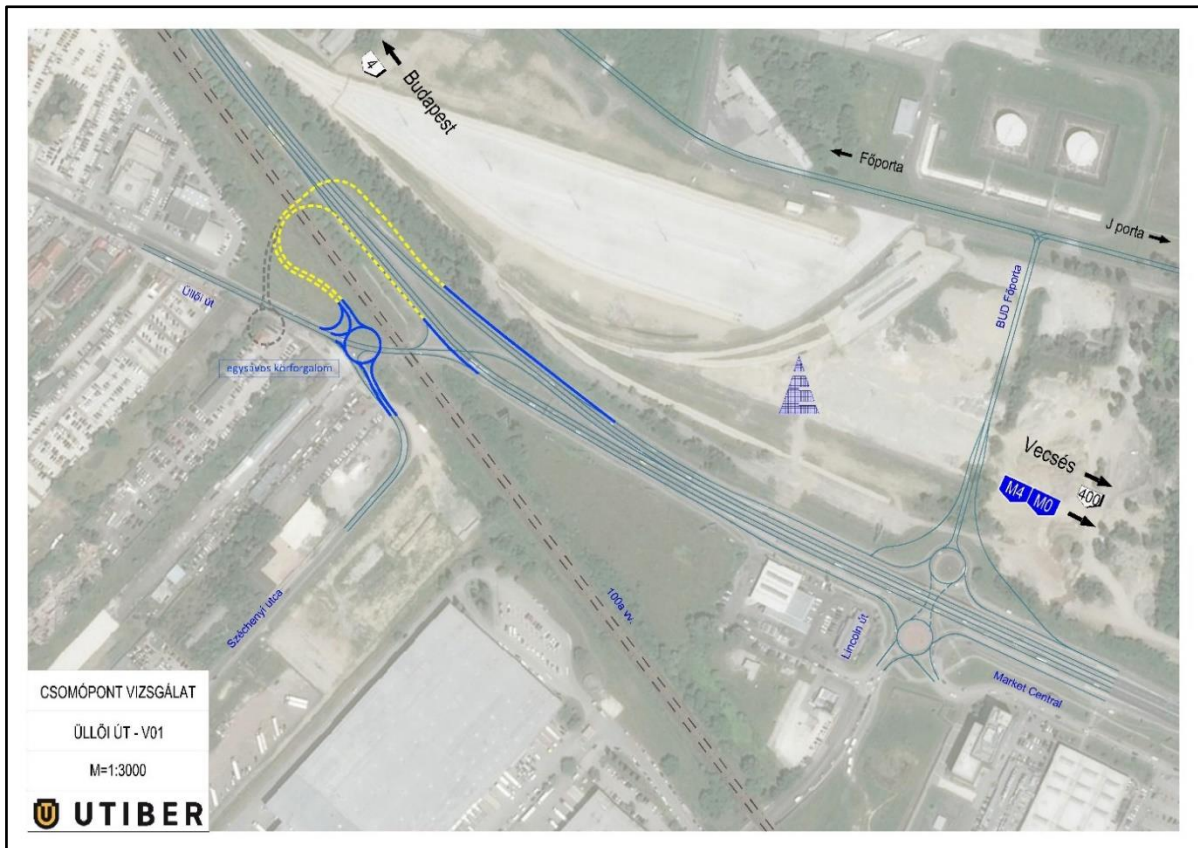 4
Budapest
Főporta
J porta
Üllői út
BUD Főporta
egysávos körforgalom
Vecsés
M4
M0
400
100a vv.
Széchenyi utca
Lincoln út
Market Central
CSOMÓPONT VIZSGÁLAT
ÜLLŐI ÚT - V01
M=1:3000
UTIBER